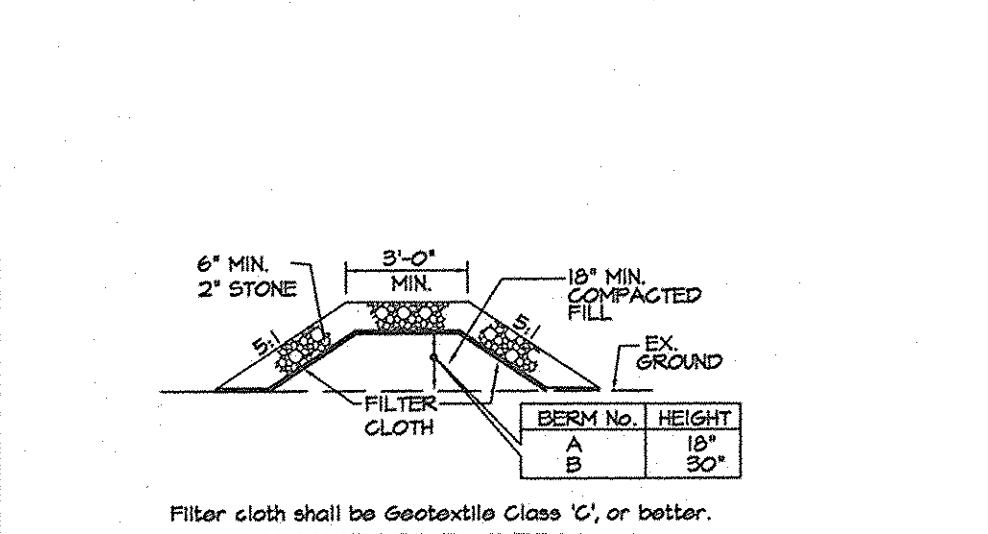 6" MIN.
2" STONE
3'-0"
MIN.
18" MIN.
COMPACTED
FILL
5:1
5:1
EX.
GROUND
FILTER
CLOTH
BERM No. HEIGHT
A 18"
B 30"
Filter cloth shall be Geotextile Class 'C', or better.